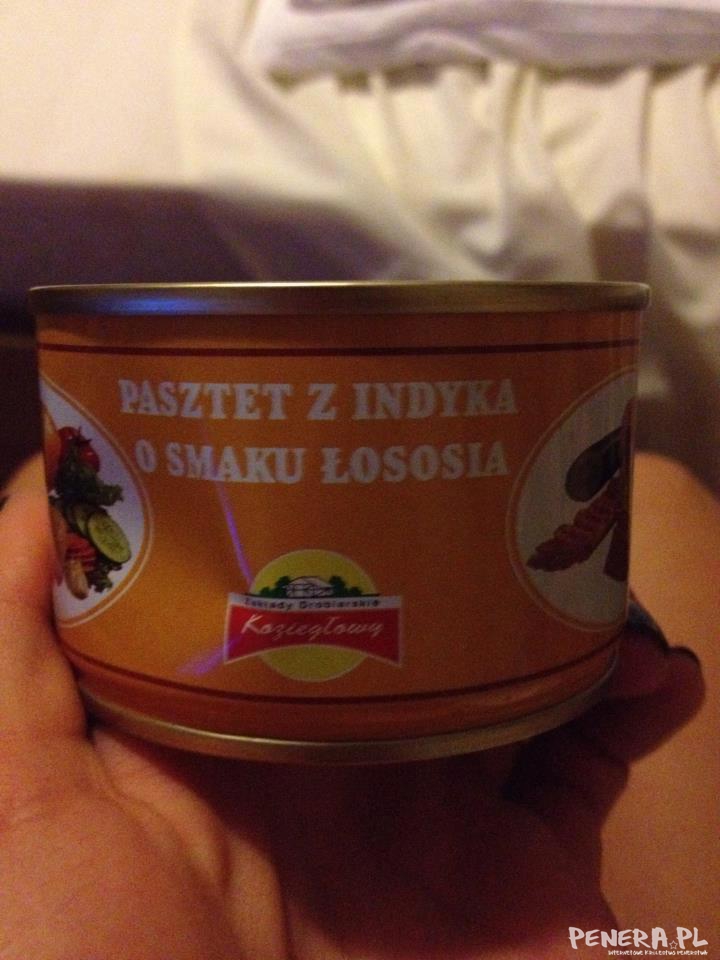 PASZTET Z INDYKA
O SMAKU ŁOSOSIA
Zakłady Drobiarskie
Koziegłowy
PENERA.PL